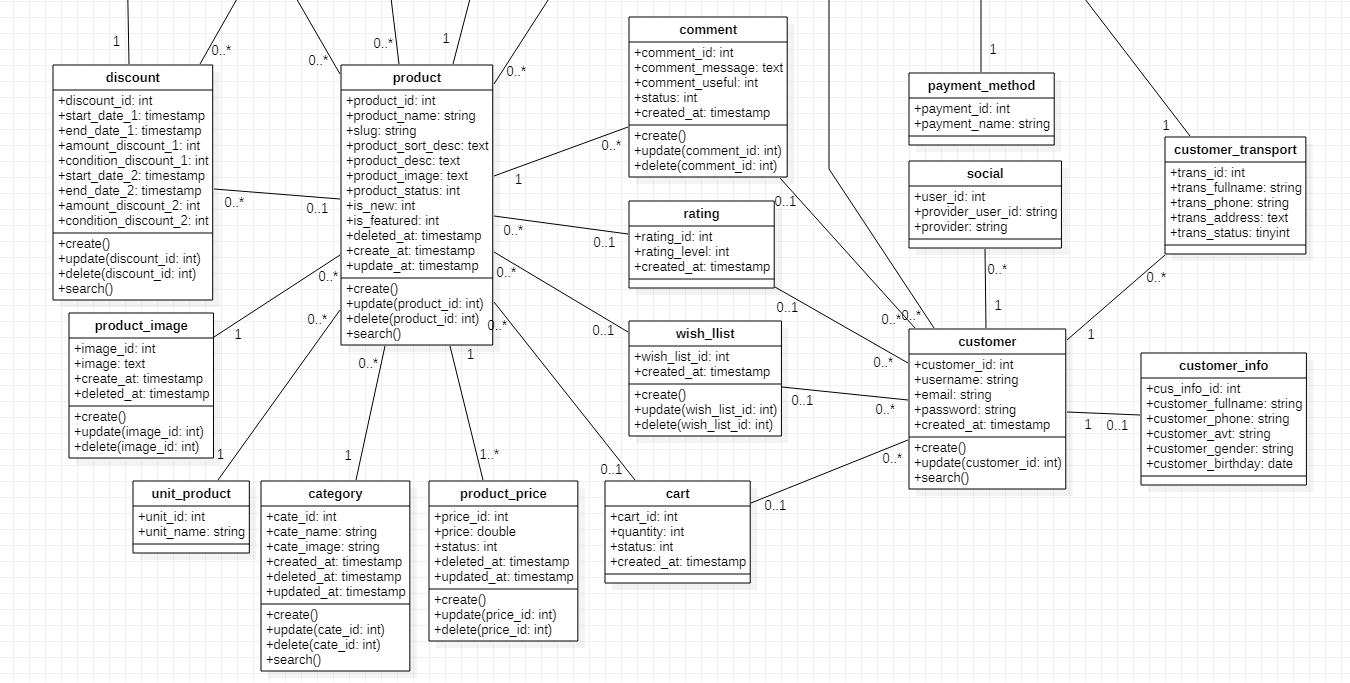 1
0..*
0..*
0..*
1
0..*
discount
+discount_id: int
+start_date_1: timestamp
+end_date_1: timestamp
+amount_discount_1: int
+condition_discount_1: int
+start_date_2: timestamp
+end_date_2: timestamp
+amount_discount_2: int
+condition_discount_2: int
+create()
+update(discount_id: int)
+delete(discount_id: int)
+search()
0..*
0..1
product
+product_id: int
+product_name: string
+slug: string
+product_sort_desc: text
+product_desc: text
+product_image: text
+product_status: int
+is_new: int
+is_featured: int
+deleted_at: timestamp
+create_at: timestamp
+update_at: timestamp
+create()
+update(product_id: int)
+delete(product_id: int)
+search()
1
0..*
0..*
0..*
0..*
0..*
0..*
1
comment
+comment_id: int
+comment_message: text
+comment_useful: int
+status: int
+created_at: timestamp
+create()
+update(comment_id: int)
+delete(comment_id: int)
0..*
0..1
rating
+rating_id: int
+rating_level: int
+created_at: timestamp
0..1
0..1
wish_llist
+wish_list_id: int
+created_at: timestamp
+create()
+update(wish_list_id: int)
+delete(wish_list_id: int)
0..1
0..1
payment_method
+payment_id: int
+payment_name: string
1
social
+user_id: int
+provider_user_id: string
+provider: string
0..*
1
customer_transport
+trans_id: int
+trans_fullname: string
+trans_phone: string
+trans_address: text
+trans_status: tinyint
1
0..*
customer
+customer_id: int
+username: string
+email: string
+password: string
+created_at: timestamp
+create()
+update(customer_id: int)
+search()
0..*
0..*
0..*
0..*
0..*
1
1
0..1
customer_info
+cus_info_id: int
+customer_fullname: string
+customer_phone: string
+customer_avt: string
+customer_gender: string
+customer_birthday: date
product_image
+image_id: int
+image: text
+create_at: timestamp
+deleted_at: timestamp
+create()
+update(image_id: int)
+delete(image_id: int)
1
1
1
1..*
0..1
0..1
unit_product
+unit_id: int
+unit_name: string
category
+cate_id: int
+cate_name: string
+cate_image: string
+created_at: timestamp
+deleted_at: timestamp
+updated_at: timestamp
+create()
+update(cate_id: int)
+delete(cate_id: int)
+search()
product_price
+price_id: int
+price: double
+status: int
+deleted_at: timestamp
+updated_at: timestamp
+create()
+update(price_id: int)
+delete(price_id: int)
cart
+cart_id: int
+quantity: int
+status: int
+created_at: timestamp